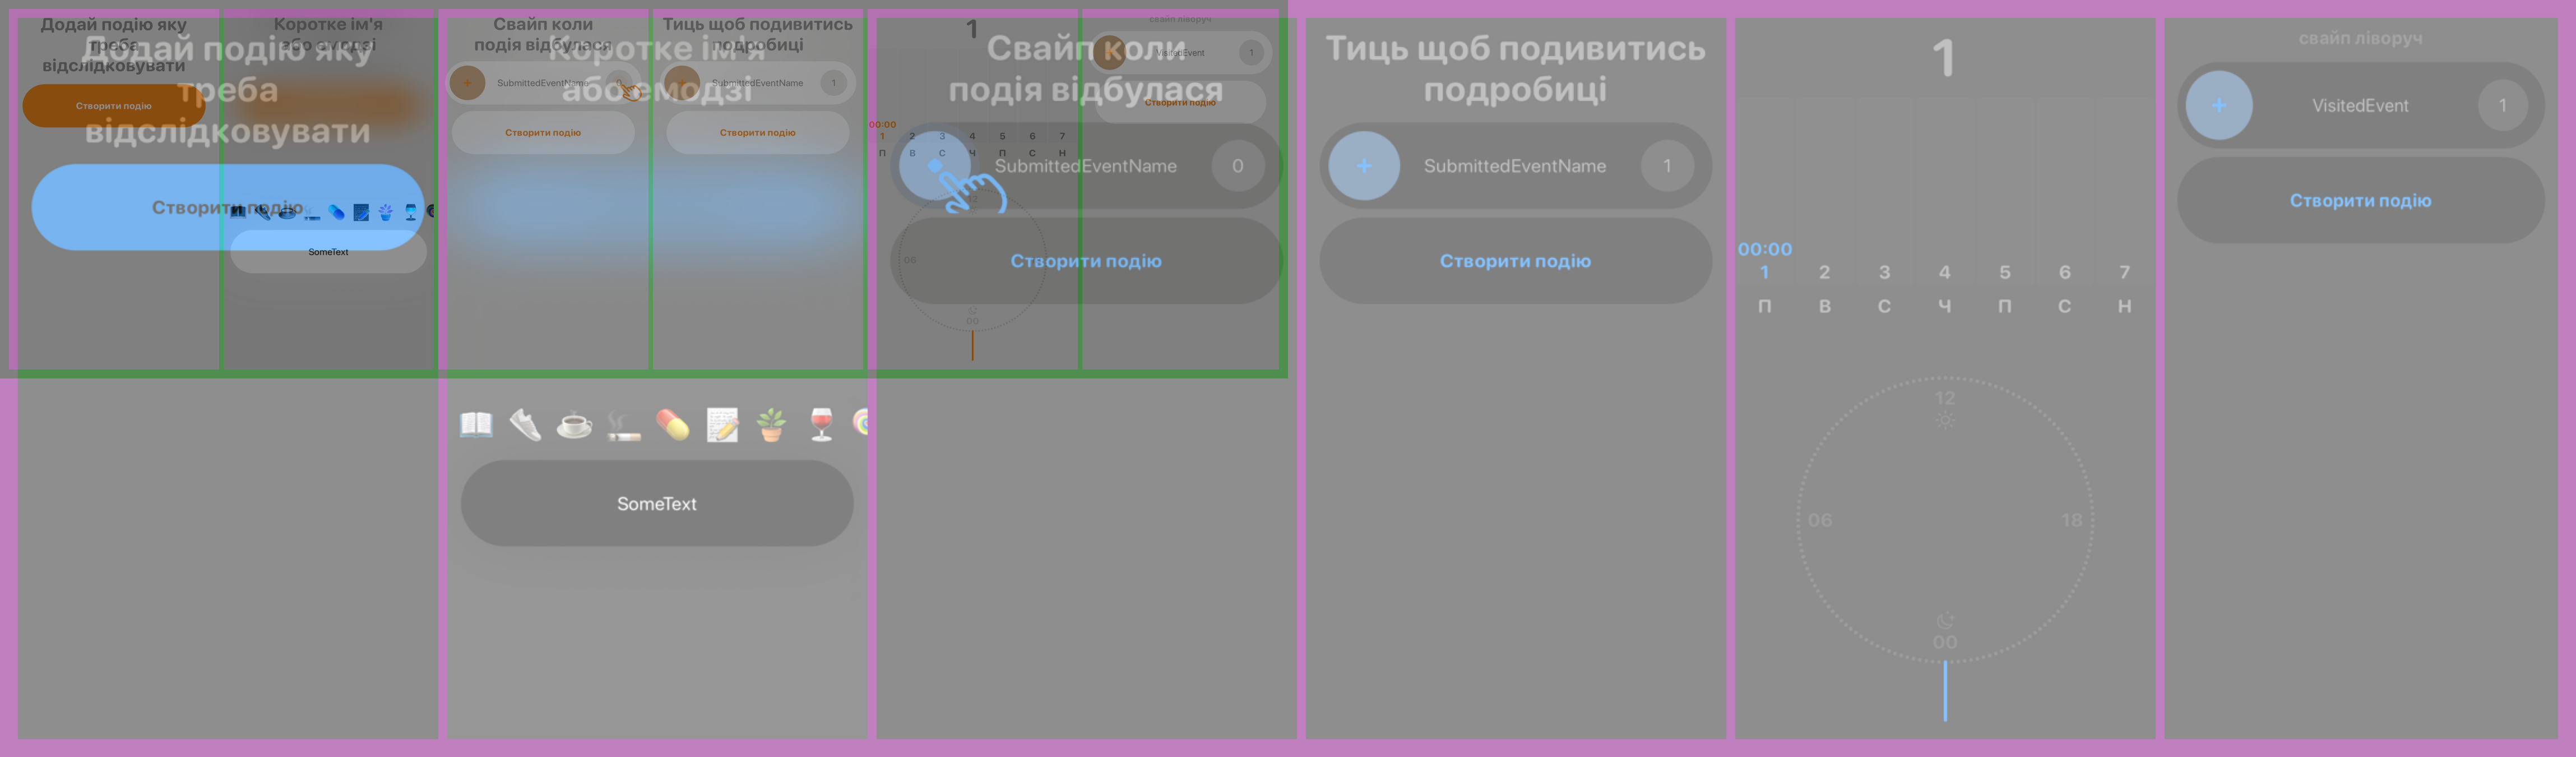 Додай подію яку
треба
відслідковувати
Створити подію
Коротке ім'я
або емодзі
SomeText
Свайп коли
подія відбулася
SubmittedEventName 0
Створити подію
Тиць щоб подивитись
подробиці
+ SubmittedEventName 1
Створити подію
1
00:00
1 2 3 4 5 6 7
П В С Ч П С Н
12
06 18
00
свайп ліворуч
+ VisitedEvent 1
Створити подію
Додай подію яку
треба
відслідковувати
Створити подію
Коротке ім'я
або емодзі
SomeText
Свайп коли
подія відбулася
+ SubmittedEventName 0
Створити подію
Тиць щоб подивитись
подробиці
+ SubmittedEventName 1
Створити подію
1
00:00
1 2 3 4 5 6 7
П В С Ч П С Н
12
06
00
свайп ліворуч
VisitedEvent 1
Створити подію